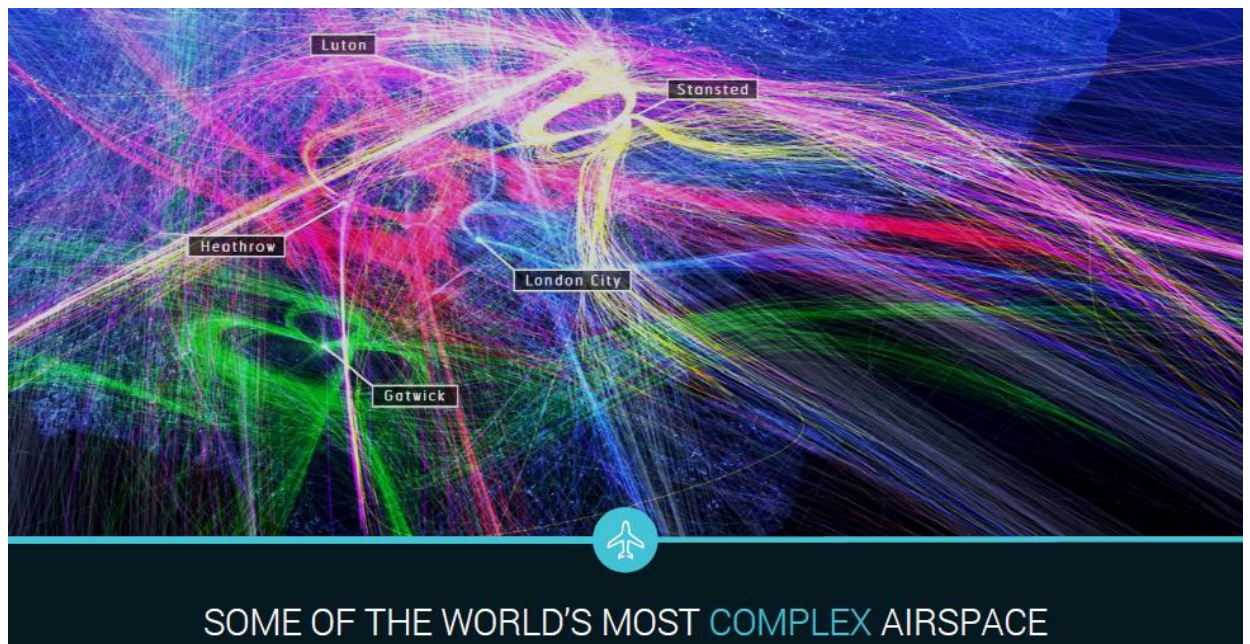 Luton
Stansted
Heathrow
London City
Gatwick
SOME OF THE WORLD'S MOST COMPLEX AIRSPACE